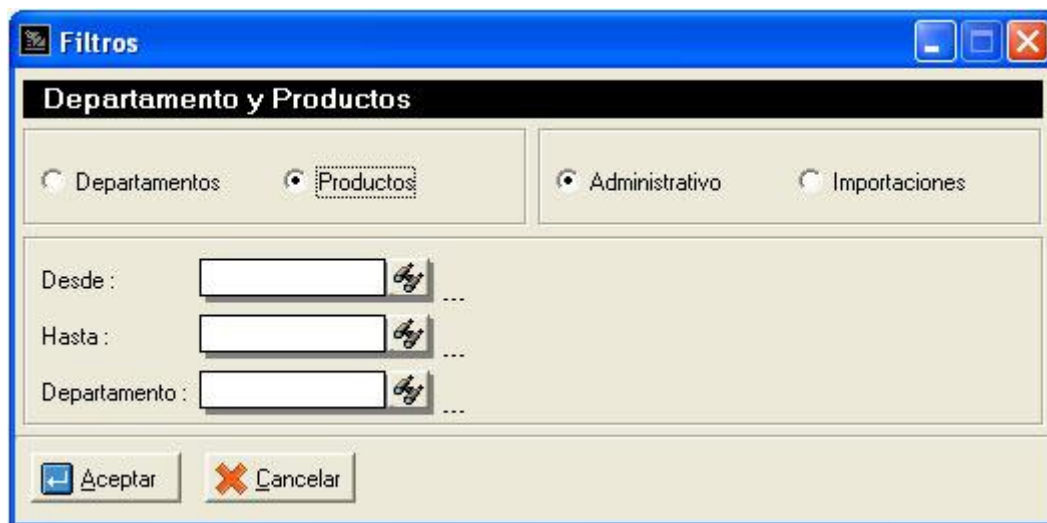 Filtros
Departamento y Productos
Departamentos Productos Administrativo Importaciones
Desde : ...
Hasta : ...
Departamento : ...
Aceptar Cancelar